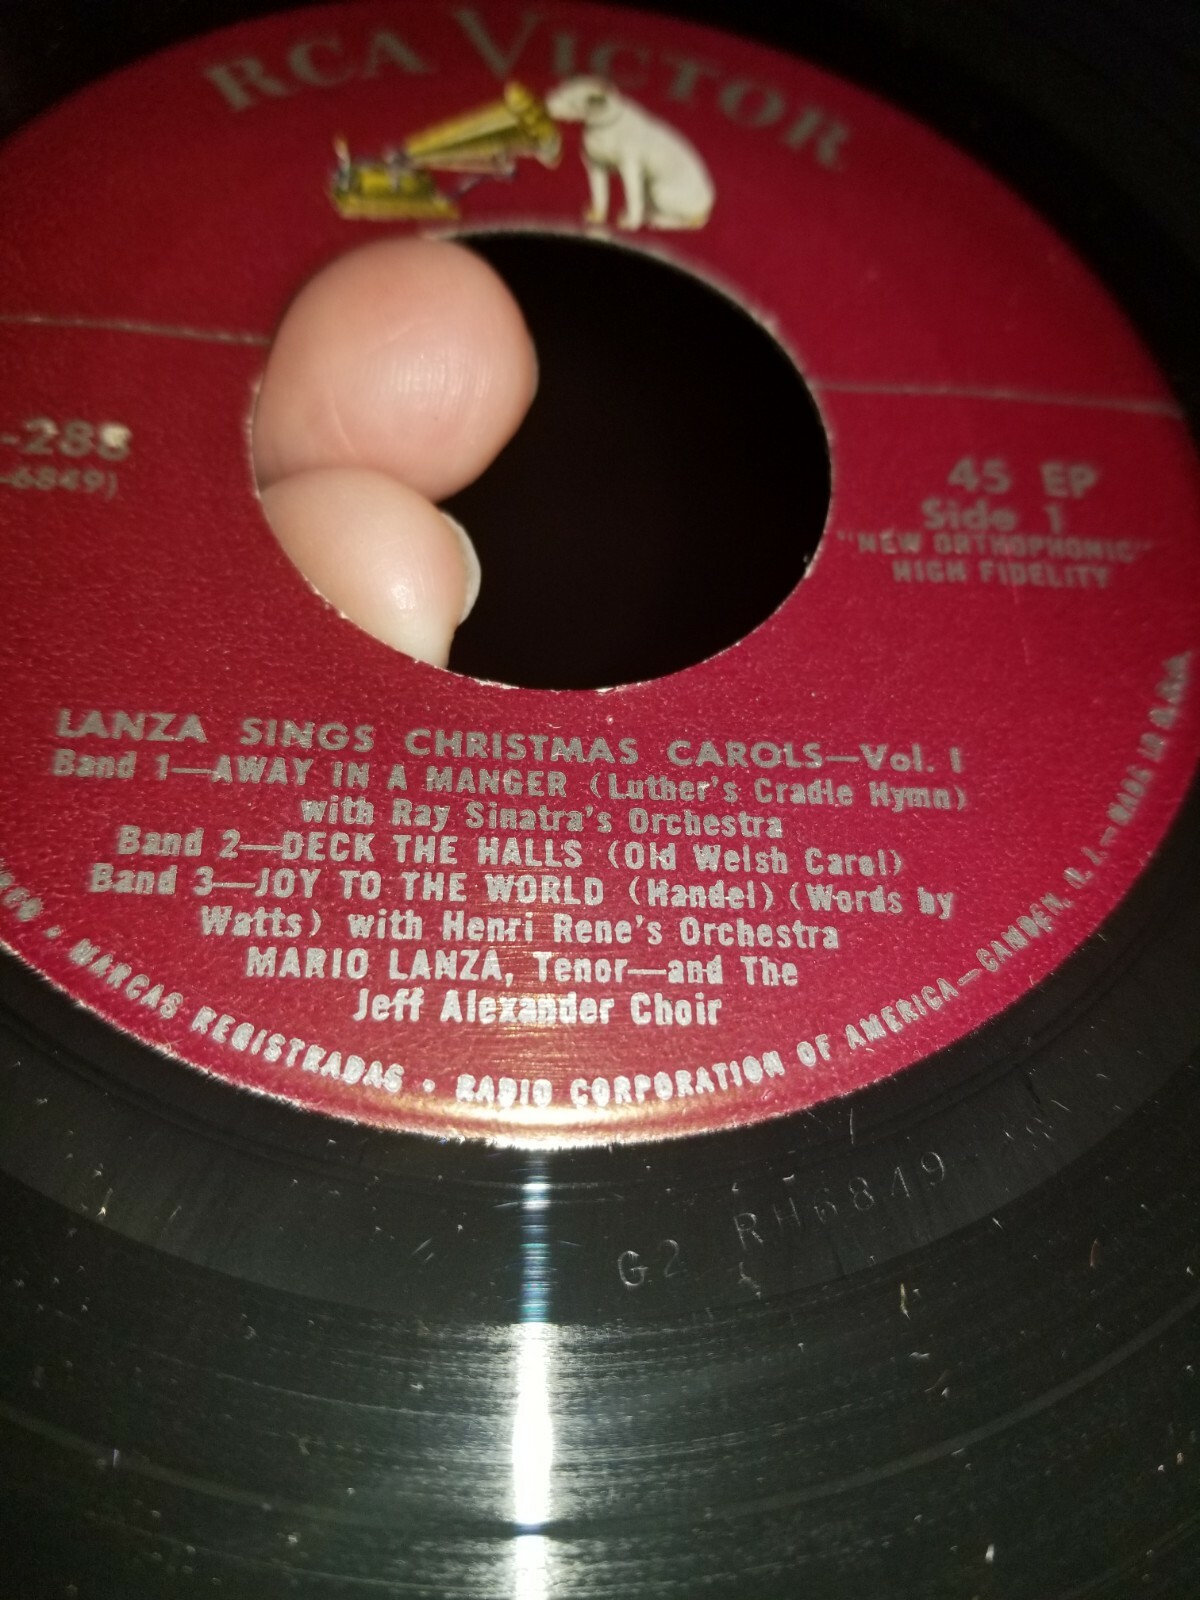 RCA VICTOR
-288
-6849)
45 EP
Side 1
"NEW ORTHOPHONIC"
HIGH FIDELITY
LANZA SINGS CHRISTMAS CAROLS—Vol. I
Band 1—AWAY IN A MANGER (Luther's Cradle Hymn)
with Ray Sinatra's Orchestra
Band 2—DECK THE HALLS (Old Welsh Carol)
Band 3—JOY TO THE WORLD (Handel) (Words by
Watts) with Henri Rene's Orchestra
MARIO LANZA, Tenor—and The
Jeff Alexander Choir
• MARCAS REGISTRADAS • RADIO CORPORATION OF AMERICA—CAMDEN, N. J.—MADE IN U.S.A.
G2 RH6849